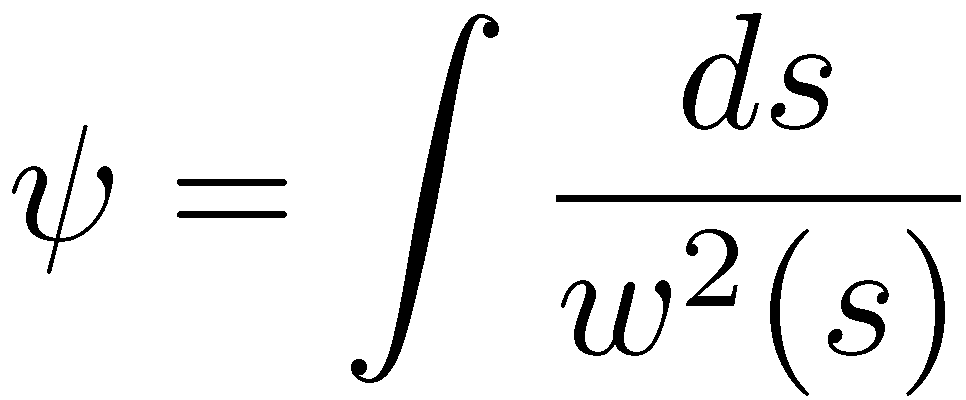 ψ = ∫ ds / w²(s)